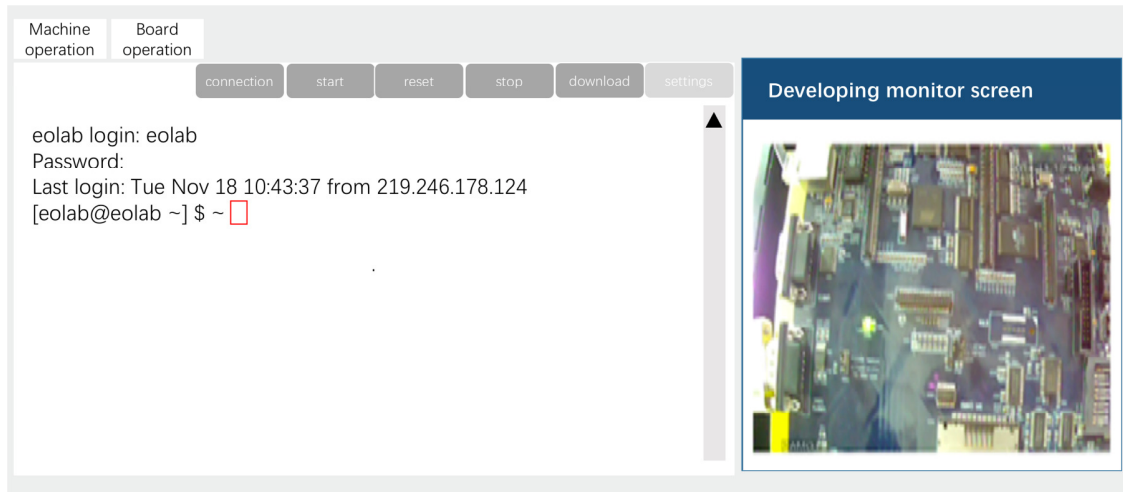 Machine operation
Board operation
connection
start
reset
stop
download
settings
Developing monitor screen
eolab login: eolab
Password:
Last login: Tue Nov 18 10:43:37 from 219.246.178.124
[eolab@eolab ~] $ ~